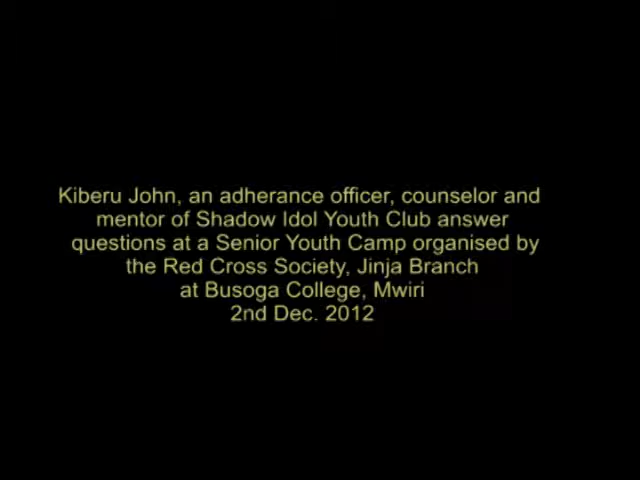 Kiberu John, an adherance officer, counselor and
mentor of Shadow Idol Youth Club answer
questions at a Senior Youth Camp organised by
the Red Cross Society, Jinja Branch
at Busoga College, Mwiri
2nd Dec. 2012